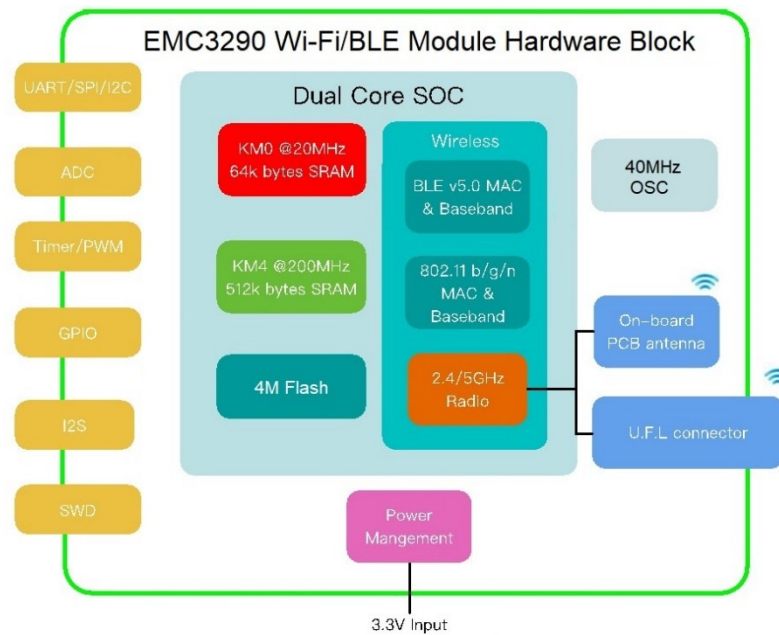 EMC3290 Wi-Fi/BLE Module Hardware Block
UART/SPI/I2C
ADC
Timer/PWM
GPIO
I2S
SWD
Dual Core SOC
KM0 @20MHz
64k bytes SRAM
KM4 @200MHz
512k bytes SRAM
4M Flash
Wireless
BLE v5.0 MAC
& Baseband
802.11 b/g/n
MAC &
Baseband
2.4/5GHz
Radio
40MHz
OSC
On-board
PCB antenna
U.F.L connector
Power
Mangement
3.3V Input